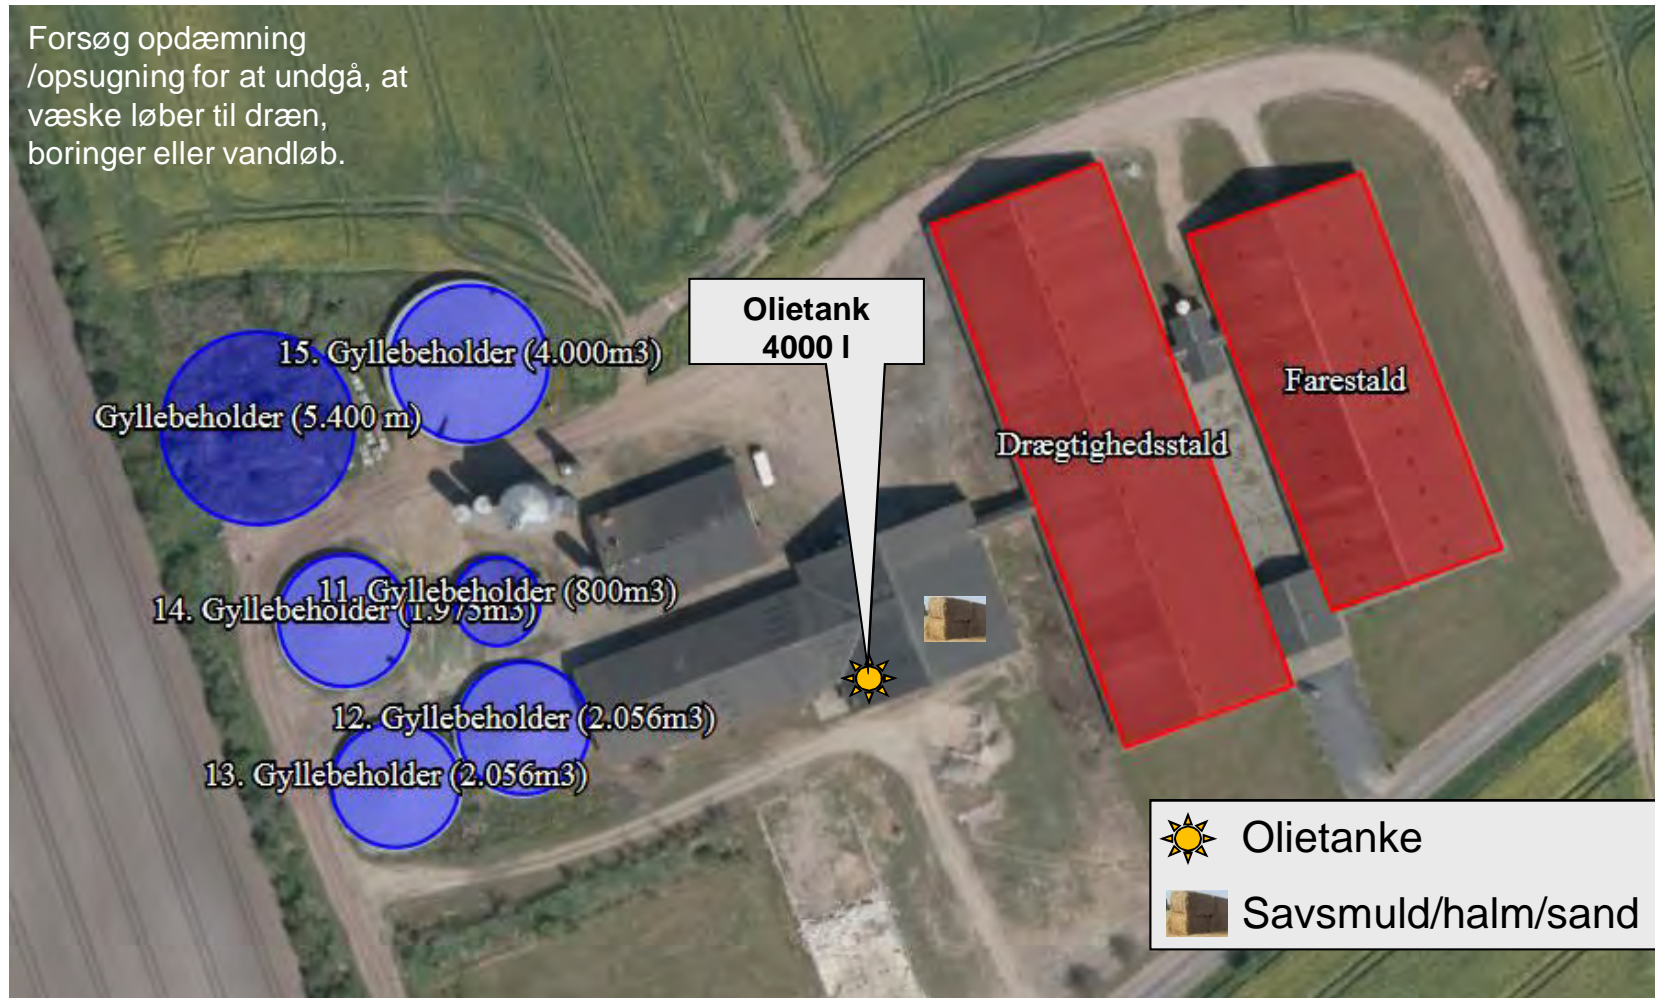 Forsøg opdæmning
/opsugning for at undgå, at
væske løber til dræn,
boringer eller vandløb.
Olietank
4000 l
15. Gyllebeholder (4.000m3)
Gyllebeholder (5.400 m)
Farestald
Drægtighedsstald
11. Gyllebeholder (800m3)
14. Gyllebeholder (1.975m3)
12. Gyllebeholder (2.056m3)
13. Gyllebeholder (2.056m3)
Olietanke
Savsmuld/halm/sand